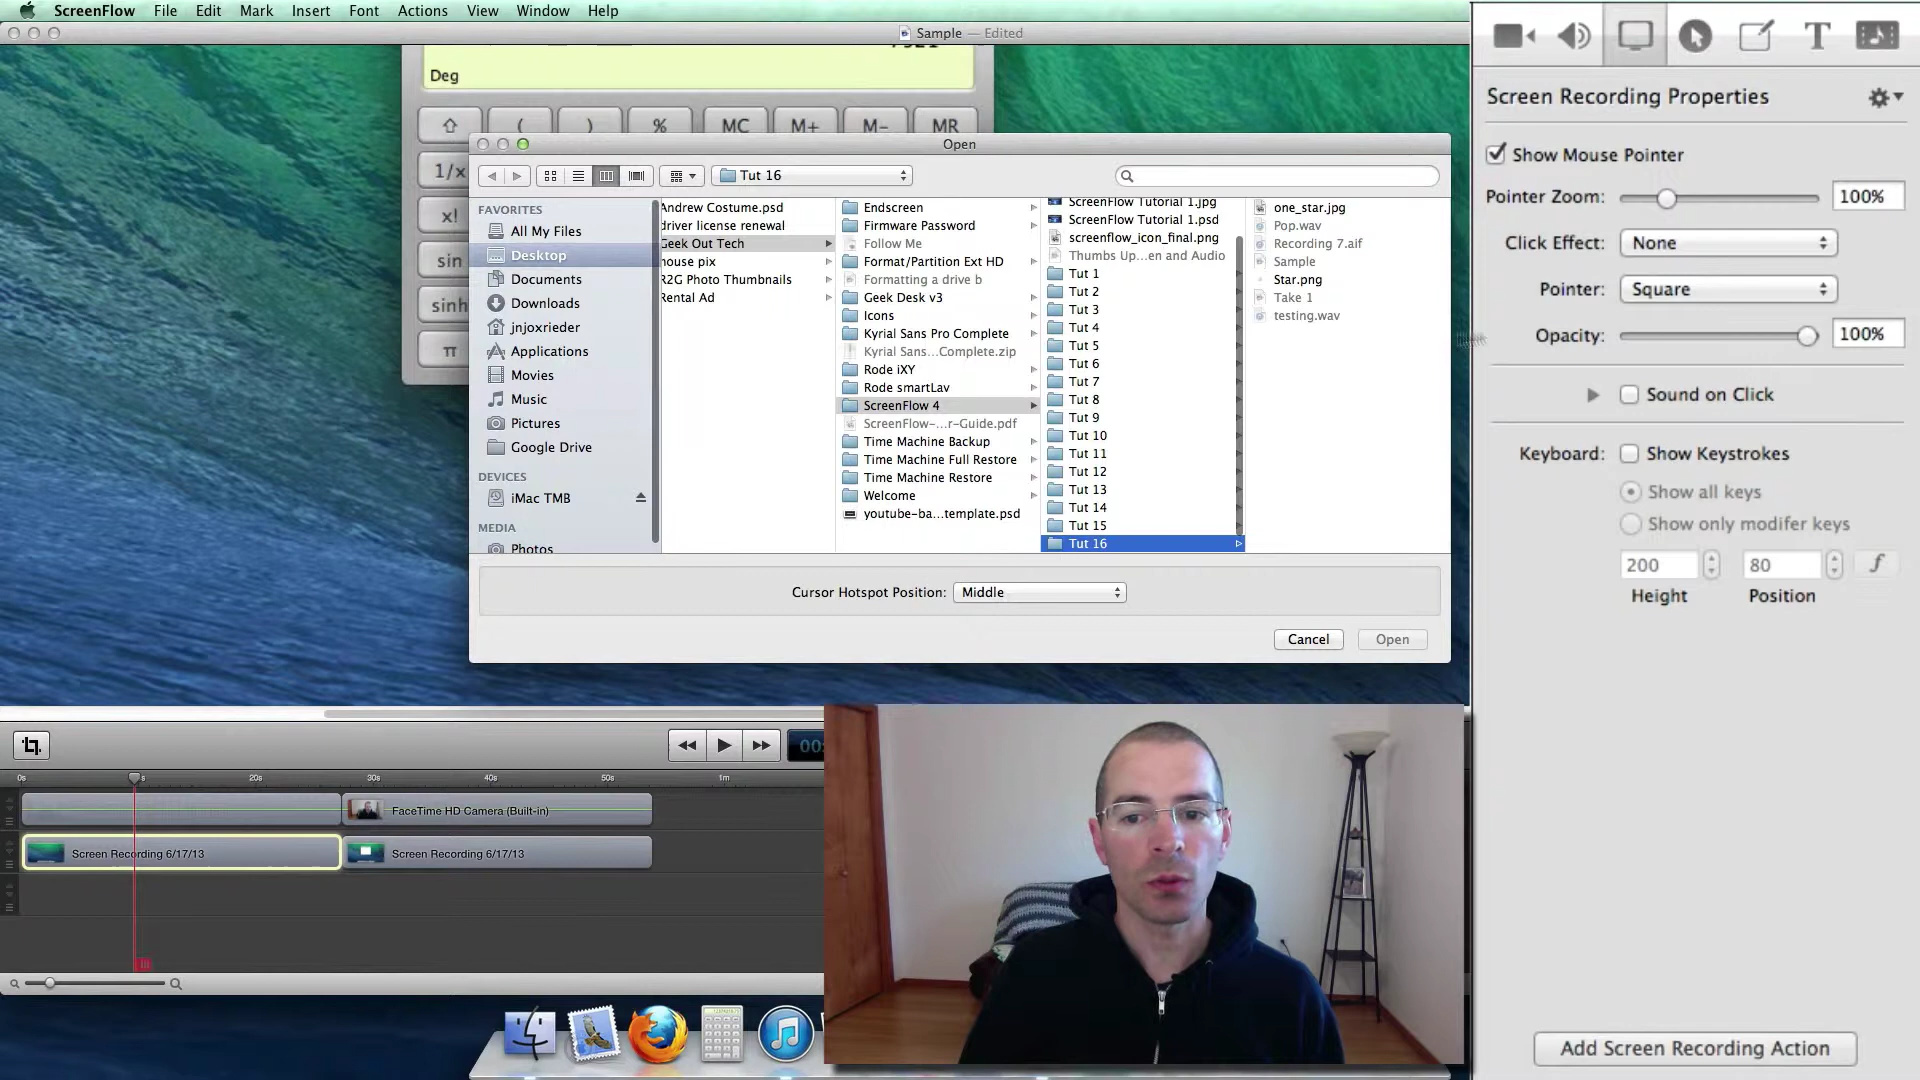 ScreenFlow File Edit Mark Insert Font Actions View Window Help
Sample — Edited
Deg
( ) % MC M+ M- MR
1/x
x!
sin
sinh
π
Open
Tut 16
FAVORITES
All My Files
Desktop
Documents
Downloads
jnjoxrieder
Applications
Movies
Music
Pictures
Google Drive
DEVICES
iMac TMB
MEDIA
Photos
Andrew Costume.psd
driver license renewal
Geek Out Tech
house pix
R2G Photo Thumbnails
Rental Ad
Endscreen
Firmware Password
Follow Me
Format/Partition Ext HD
Formatting a drive b
Geek Desk v3
Icons
Kyrial Sans Pro Complete
Kyrial Sans...Complete.zip
Rode iXY
Rode smartLav
ScreenFlow 4
ScreenFlow-...r-Guide.pdf
Time Machine Backup
Time Machine Full Restore
Time Machine Restore
Welcome
youtube-ba...template.psd
ScreenFlow Tutorial 1.jpg
ScreenFlow Tutorial 1.psd
screenflow_icon_final.png
Thumbs Up...en and Audio
Tut 1
Tut 2
Tut 3
Tut 4
Tut 5
Tut 6
Tut 7
Tut 8
Tut 9
Tut 10
Tut 11
Tut 12
Tut 13
Tut 14
Tut 15
Tut 16
one_star.jpg
Pop.wav
Recording 7.aif
Sample
Star.png
Take 1
testing.wav
Cursor Hotspot Position: Middle
Cancel Open
Screen Recording Properties
Show Mouse Pointer
Pointer Zoom: 100%
Click Effect: None
Pointer: Square
Opacity: 100%
Sound on Click
Keyboard: Show Keystrokes
Show all keys
Show only modifer keys
200 80
Height Position
Add Screen Recording Action
00:
0s 20s 30s 40s 50s 1m
FaceTime HD Camera (Built-in)
Screen Recording 6/17/13
Screen Recording 6/17/13